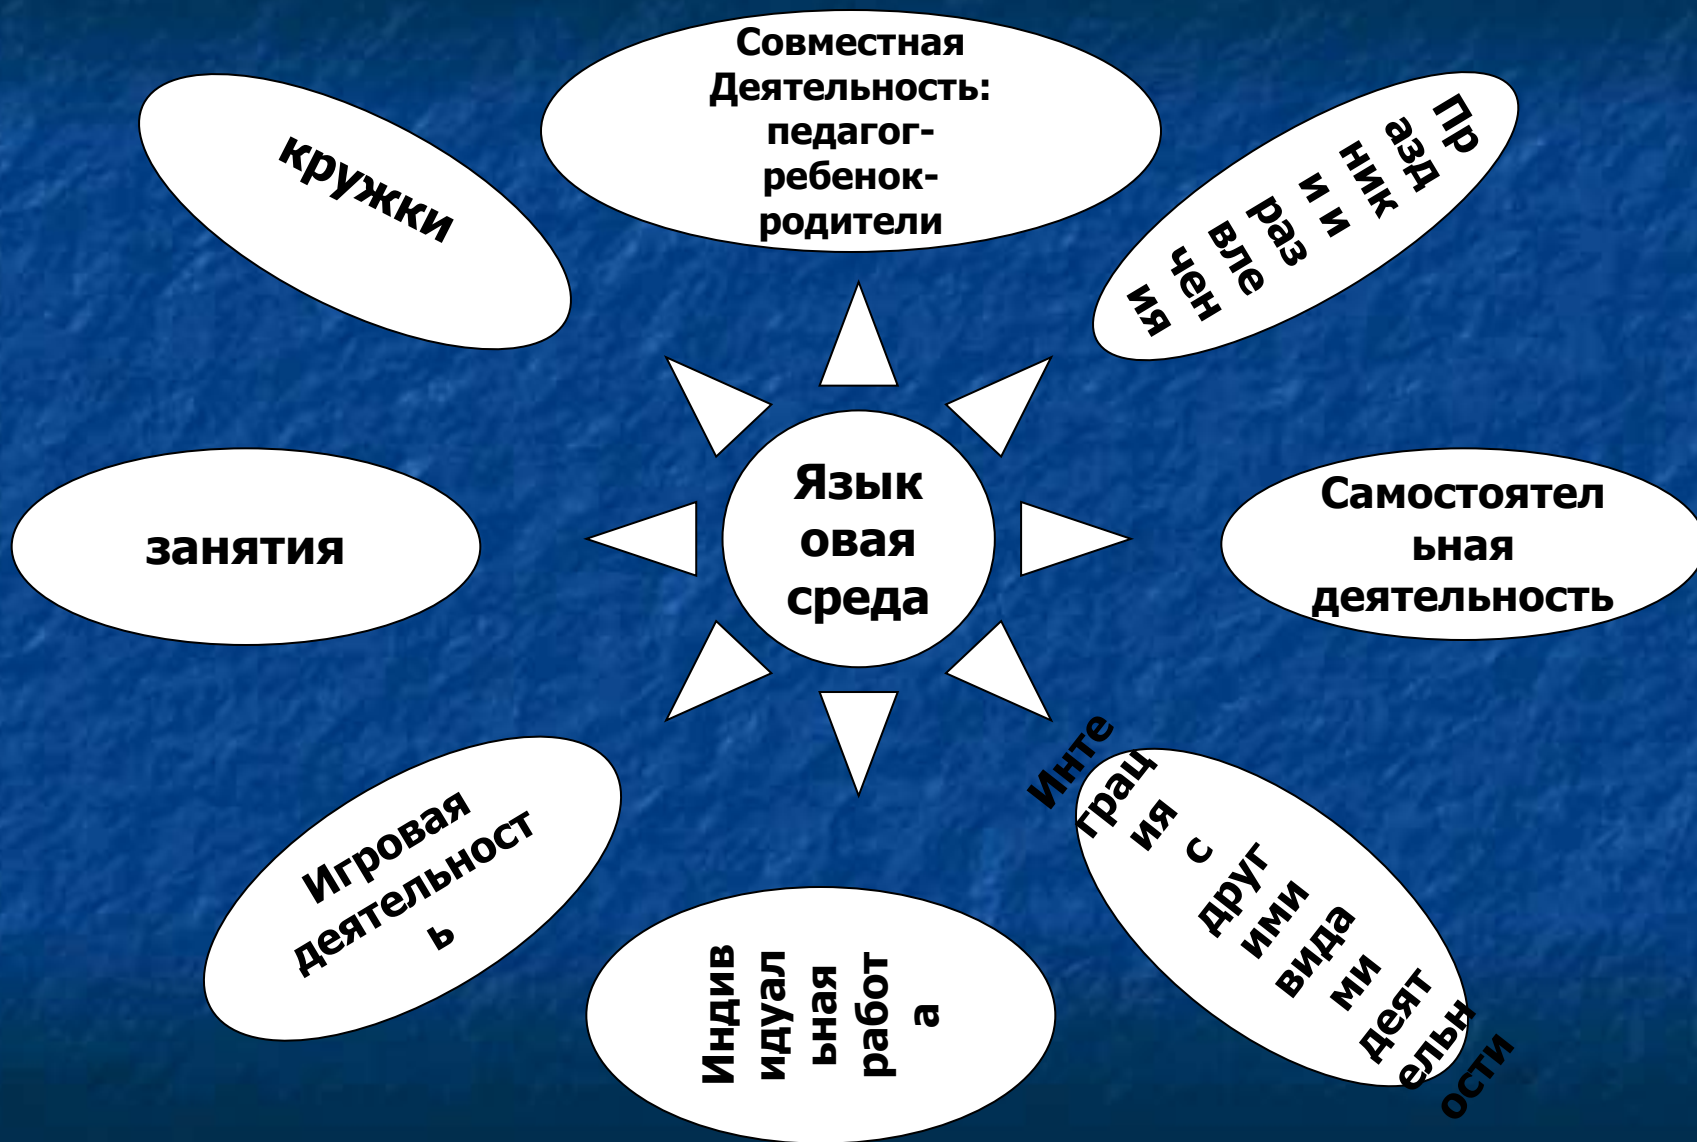 Совместная
Деятельность:
педагог-
ребенок-
родители
кружки
Пр
азд
ник
и и
раз
вле
чен
ия
занятия
Язык
овая
среда
Самостоятел
ьная
деятельность
Игровая
деятельност
ь
Индив
идуал
ьная
работ
а
Инте
грац
ия
с
друг
ими
вида
ми
деят
ельн
ости